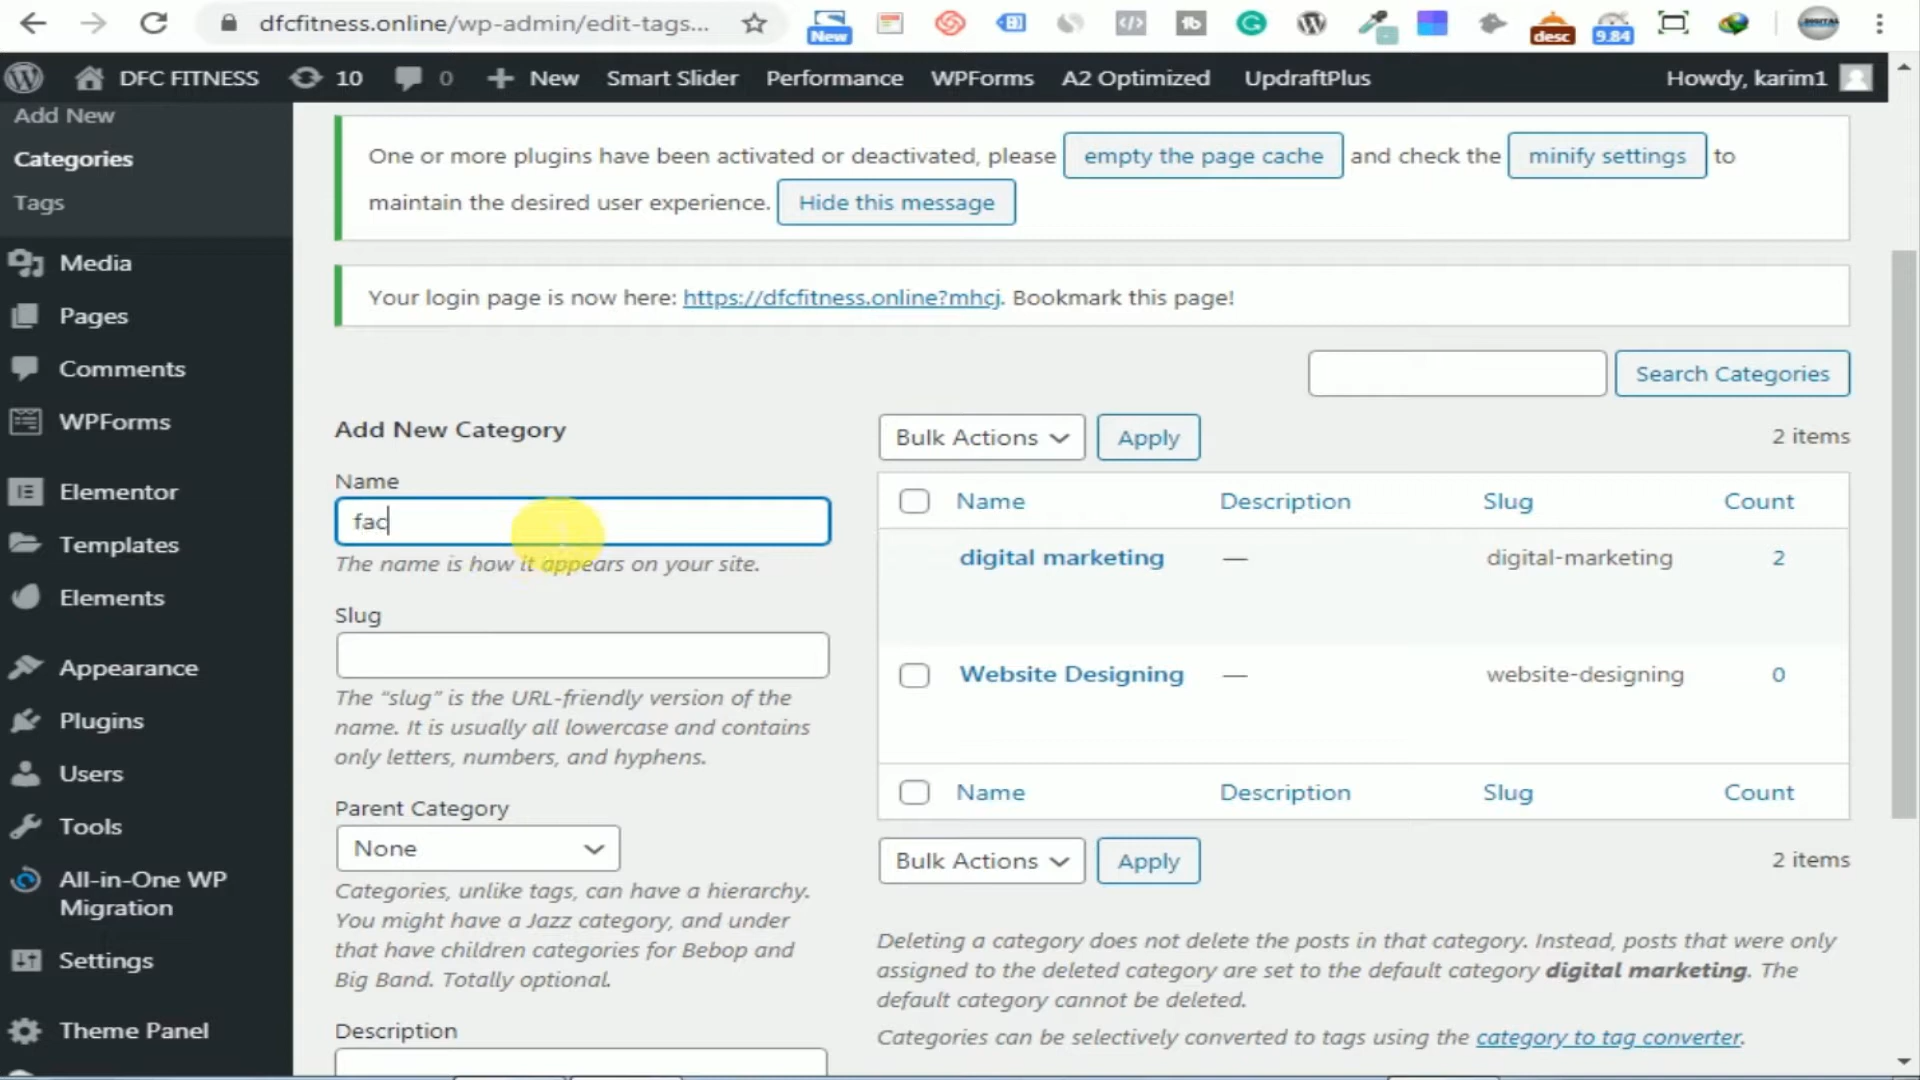 dfcfitness.online/wp-admin/edit-tags...
New
desc
9.84
DFC FITNESS
10
0
New
Smart Slider
Performance
WPForms
A2 Optimized
UpdraftPlus
Howdy, karim1
Add New
Categories
Tags
Media
Pages
Comments
WPForms
Elementor
Templates
Elements
Appearance
Plugins
Users
Tools
All-in-One WP
Migration
Settings
Theme Panel
One or more plugins have been activated or deactivated, please empty the page cache and check the minify settings to
maintain the desired user experience. Hide this message
Your login page is now here: https://dfcfitness.online?mhcj. Bookmark this page!
Search Categories
Add New Category
Name
fac
The name is how it appears on your site.
Slug
The “slug” is the URL-friendly version of the
name. It is usually all lowercase and contains
only letters, numbers, and hyphens.
Parent Category
None
Categories, unlike tags, can have a hierarchy.
You might have a Jazz category, and under
that have children categories for Bebop and
Big Band. Totally optional.
Description
Bulk Actions Apply 2 items
Name Description Slug Count
digital marketing — digital-marketing 2
Website Designing — website-designing 0
Name Description Slug Count
Bulk Actions Apply 2 items
Deleting a category does not delete the posts in that category. Instead, posts that were only
assigned to the deleted category are set to the default category digital marketing. The
default category cannot be deleted.
Categories can be selectively converted to tags using the category to tag converter.